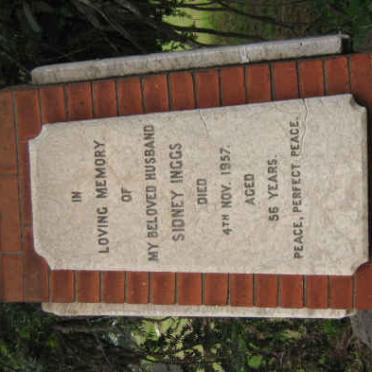 IN
LOVING MEMORY
OF
MY BELOVED HUSBAND
SIDNEY INGGS
DIED
4TH NOV. 1957.
AGED
56 YEARS.
PEACE, PERFECT PEACE.